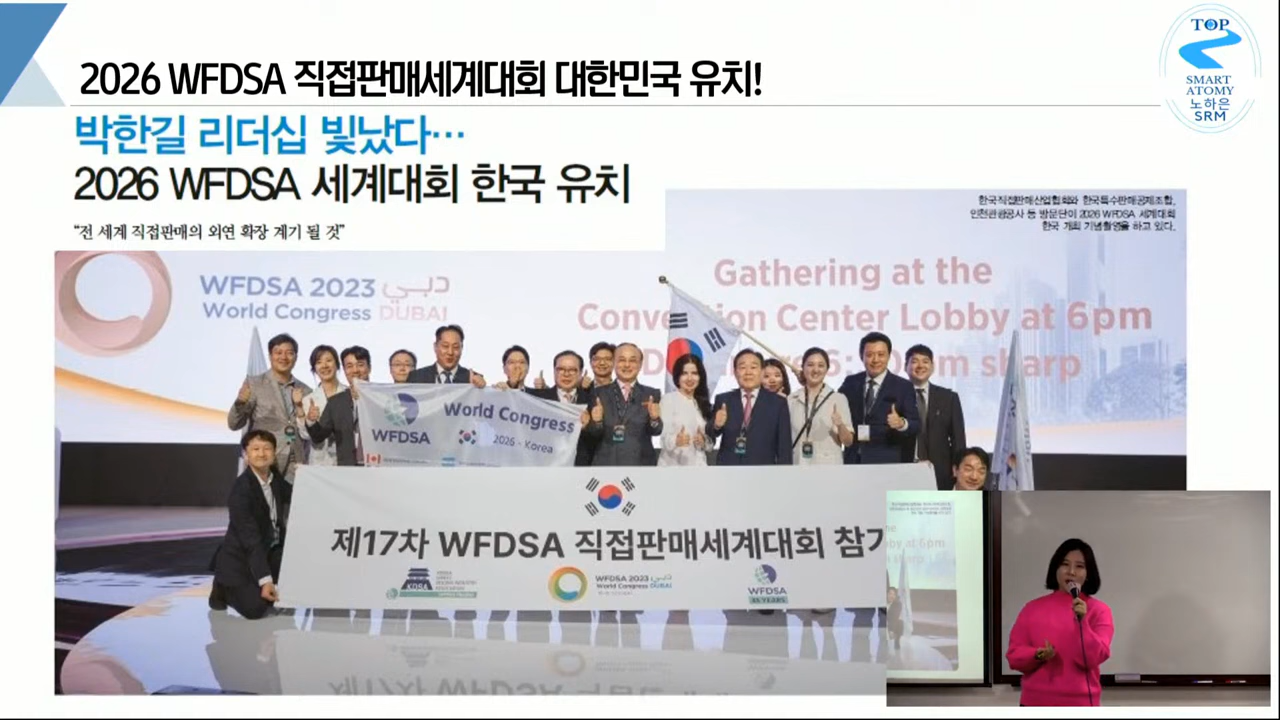 2026 WFDSA 직접판매세계대회 대한민국 유치!
TOP
SMART
ATOMY
노하은
SRM
박한길 리더십 빛났다…
2026 WFDSA 세계대회 한국 유치
“전 세계 직접판매의 외연 확장 계기 될 것”
한국직접판매산업협회와 한국특수판매공제조합,
인천관광공사 등 방문단이 2026 WFDSA 세계대회
한국 개최 기념촬영을 하고 있다.
WFDSA 2023 دبي
World Congress DUBAI
Gathering at the
Convention Center Lobby at 6pm
sharp
World Congress
WFDSA
2026 - Korea
제17차 WFDSA 직접판매세계대회 참가
KDSA
WFDSA 2023 دبي
World Congress DUBAI
WFDSA
by at 6pm